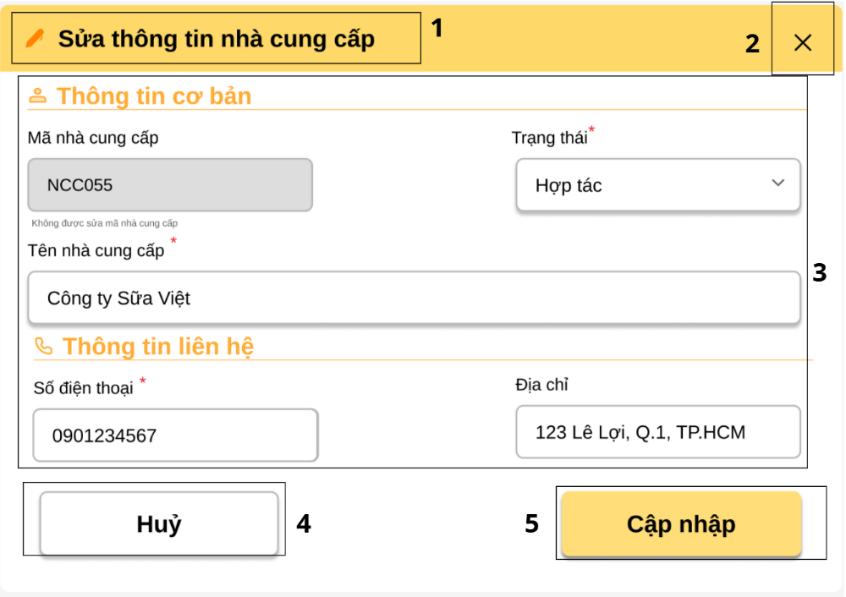 Sửa thông tin nhà cung cấp 1
2 ×
Thông tin cơ bản
Mã nhà cung cấp Trạng thái*
NCC055 Hợp tác
Không được sửa mã nhà cung cấp
Tên nhà cung cấp *
3
Công ty Sữa Việt
Thông tin liên hệ
Số điện thoại * Địa chỉ
0901234567 123 Lê Lợi, Q.1, TP.HCM
Huỷ 4 5 Cập nhập